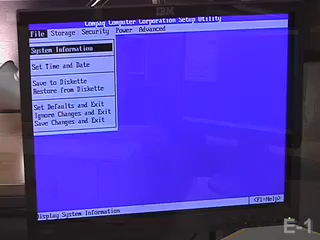 Compaq Computer Corporation Setup Utility
IBM
File Storage Security Power Advanced
System Information
Set Time and Date
Save to Diskette
Restore from Diskette
Set Defaults and Exit
Ignore Changes and Exit
Save Changes and Exit
<F1=Help>
Display System Information
E-1